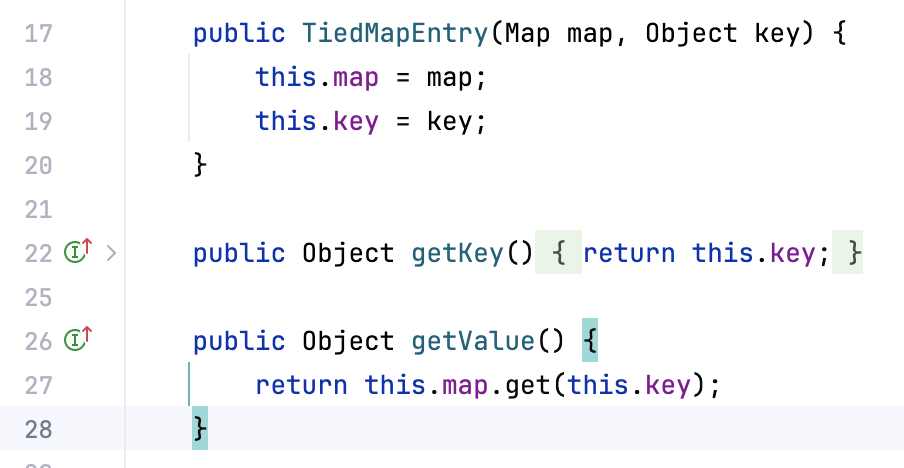 17 public TiedMapEntry(Map map, Object key) {
18 this.map = map;
19 this.key = key;
20 }
21
22 public Object getKey() { return this.key; }
25
26 public Object getValue() {
27 return this.map.get(this.key);
28 }